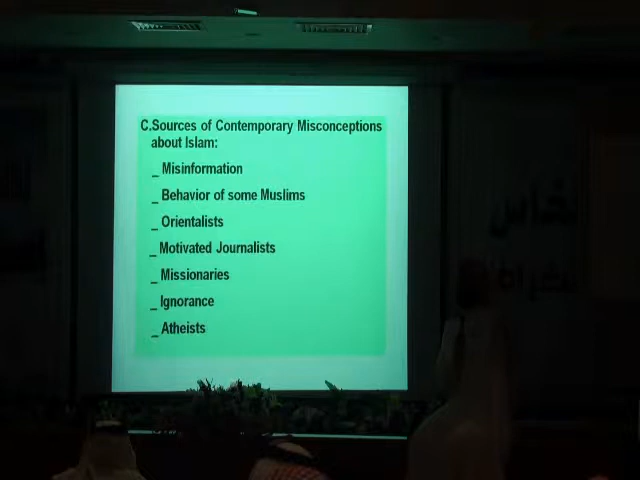 C.Sources of Contemporary Misconceptions
about Islam:
_ Misinformation
_ Behavior of some Muslims
_ Orientalists
_ Motivated Journalists
_ Missionaries
_ Ignorance
_ Atheists